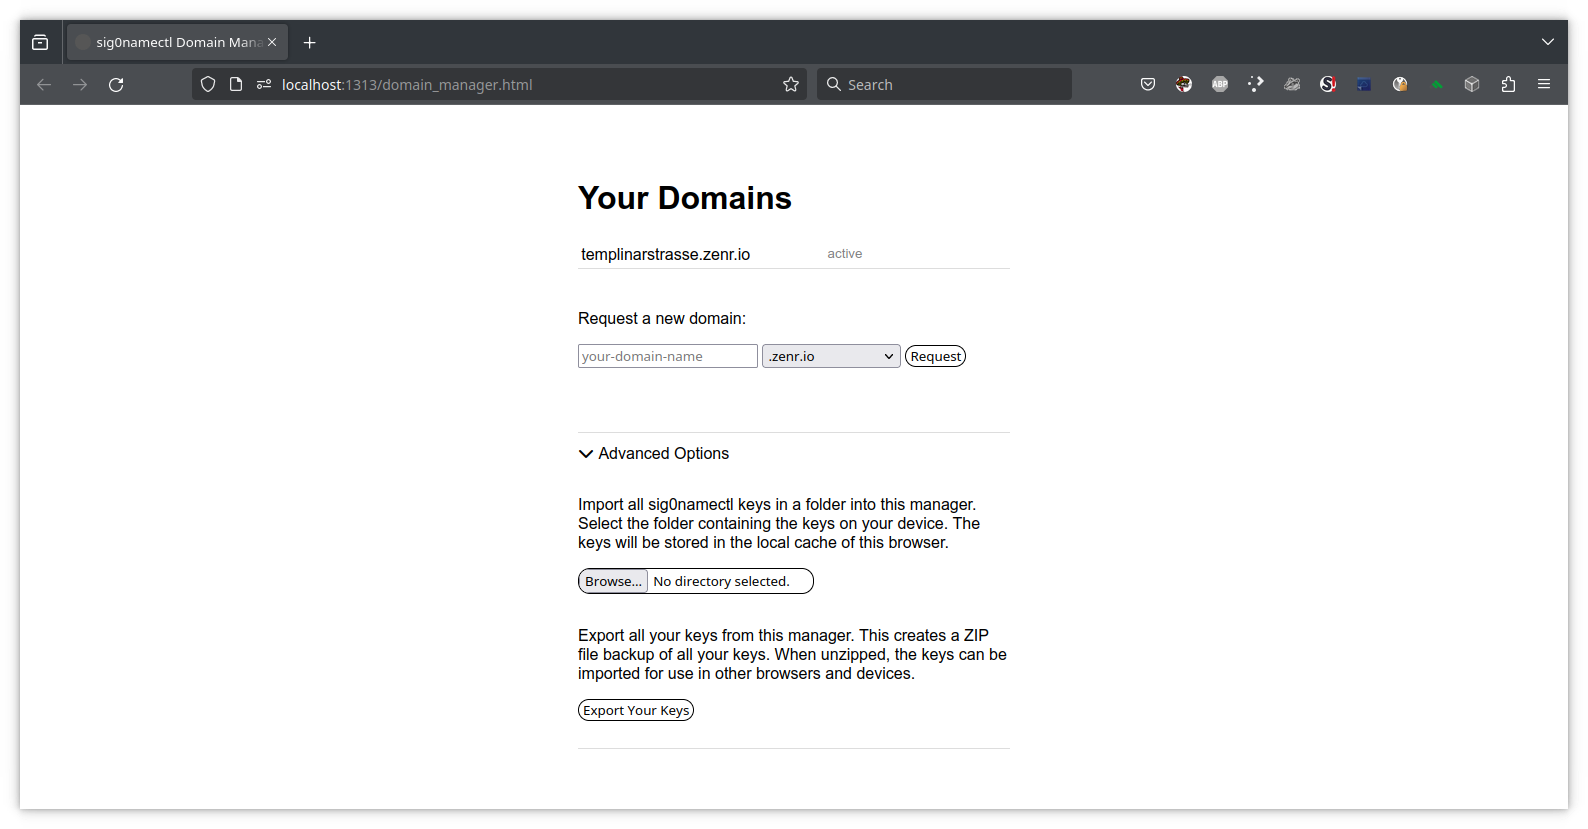 sig0namectl Domain Mana
localhost:1313/domain_manager.html
Search
ABP
Your Domains
templinarstrasse.zenr.io active
Request a new domain:
your-domain-name .zenr.io Request
Advanced Options
Import all sig0namectl keys in a folder into this manager.
Select the folder containing the keys on your device. The
keys will be stored in the local cache of this browser.
Browse... No directory selected.
Export all your keys from this manager. This creates a ZIP
file backup of all your keys. When unzipped, the keys can be
imported for use in other browsers and devices.
Export Your Keys